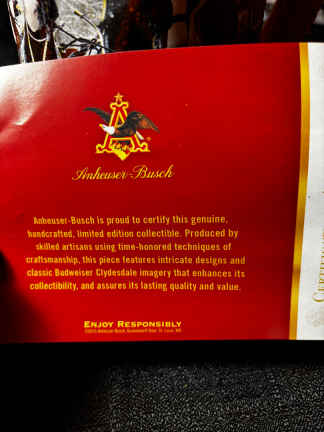 Anheuser-Busch
Anheuser-Busch is proud to certify this genuine,
handcrafted, limited edition collectible. Produced by
skilled artisans using time-honored techniques of
craftsmanship, this piece features intricate designs and
classic Budweiser Clydesdale imagery that enhances its
collectibility, and assures its lasting quality and value.
ENJOY RESPONSIBLY